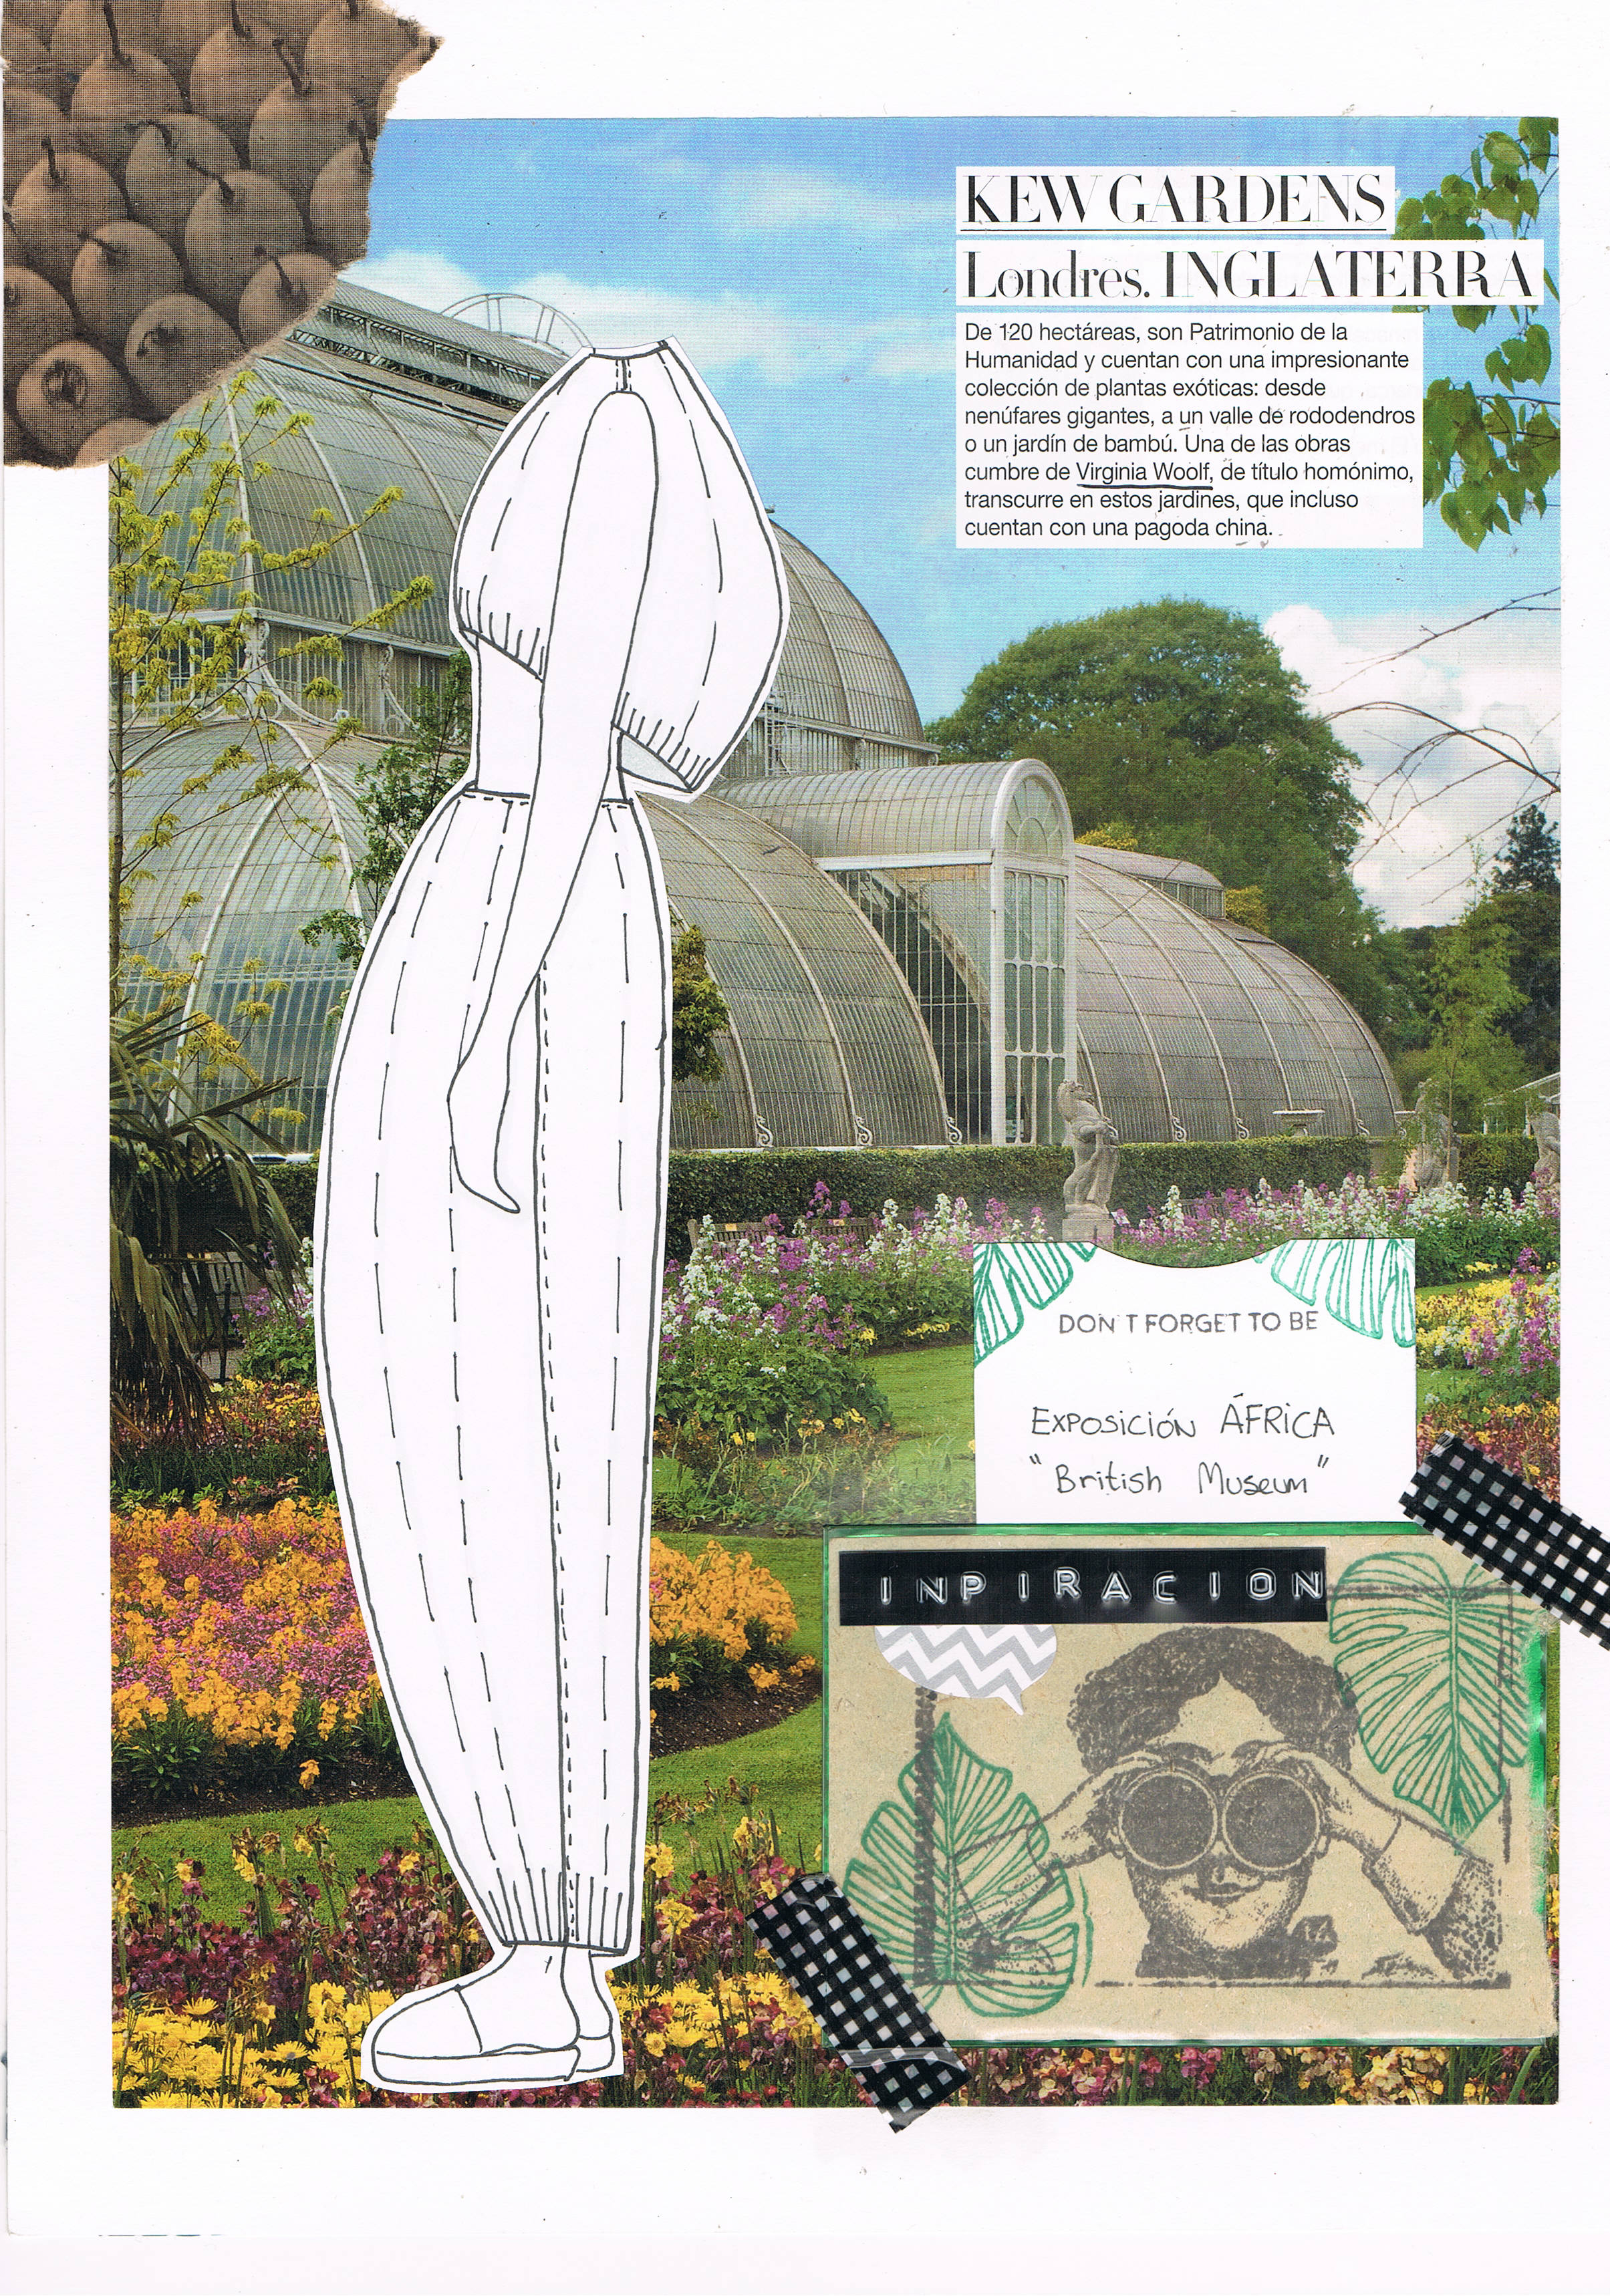 KEW GARDENS
Londres. INGLATERRA
De 120 hectáreas, son Patrimonio de la
Humanidad y cuentan con una impresionante
colección de plantas exóticas: desde
nenúfares gigantes, a un valle de rododendros
o un jardín de bambú. Una de las obras
cumbre de Virginia Woolf, de título homónimo,
transcurre en estos jardines, que incluso
cuentan con una pagoda china.
DON'T FORGET TO BE
EXPOSICIÓN ÁFRICA
"British Museum"
INPIRACION